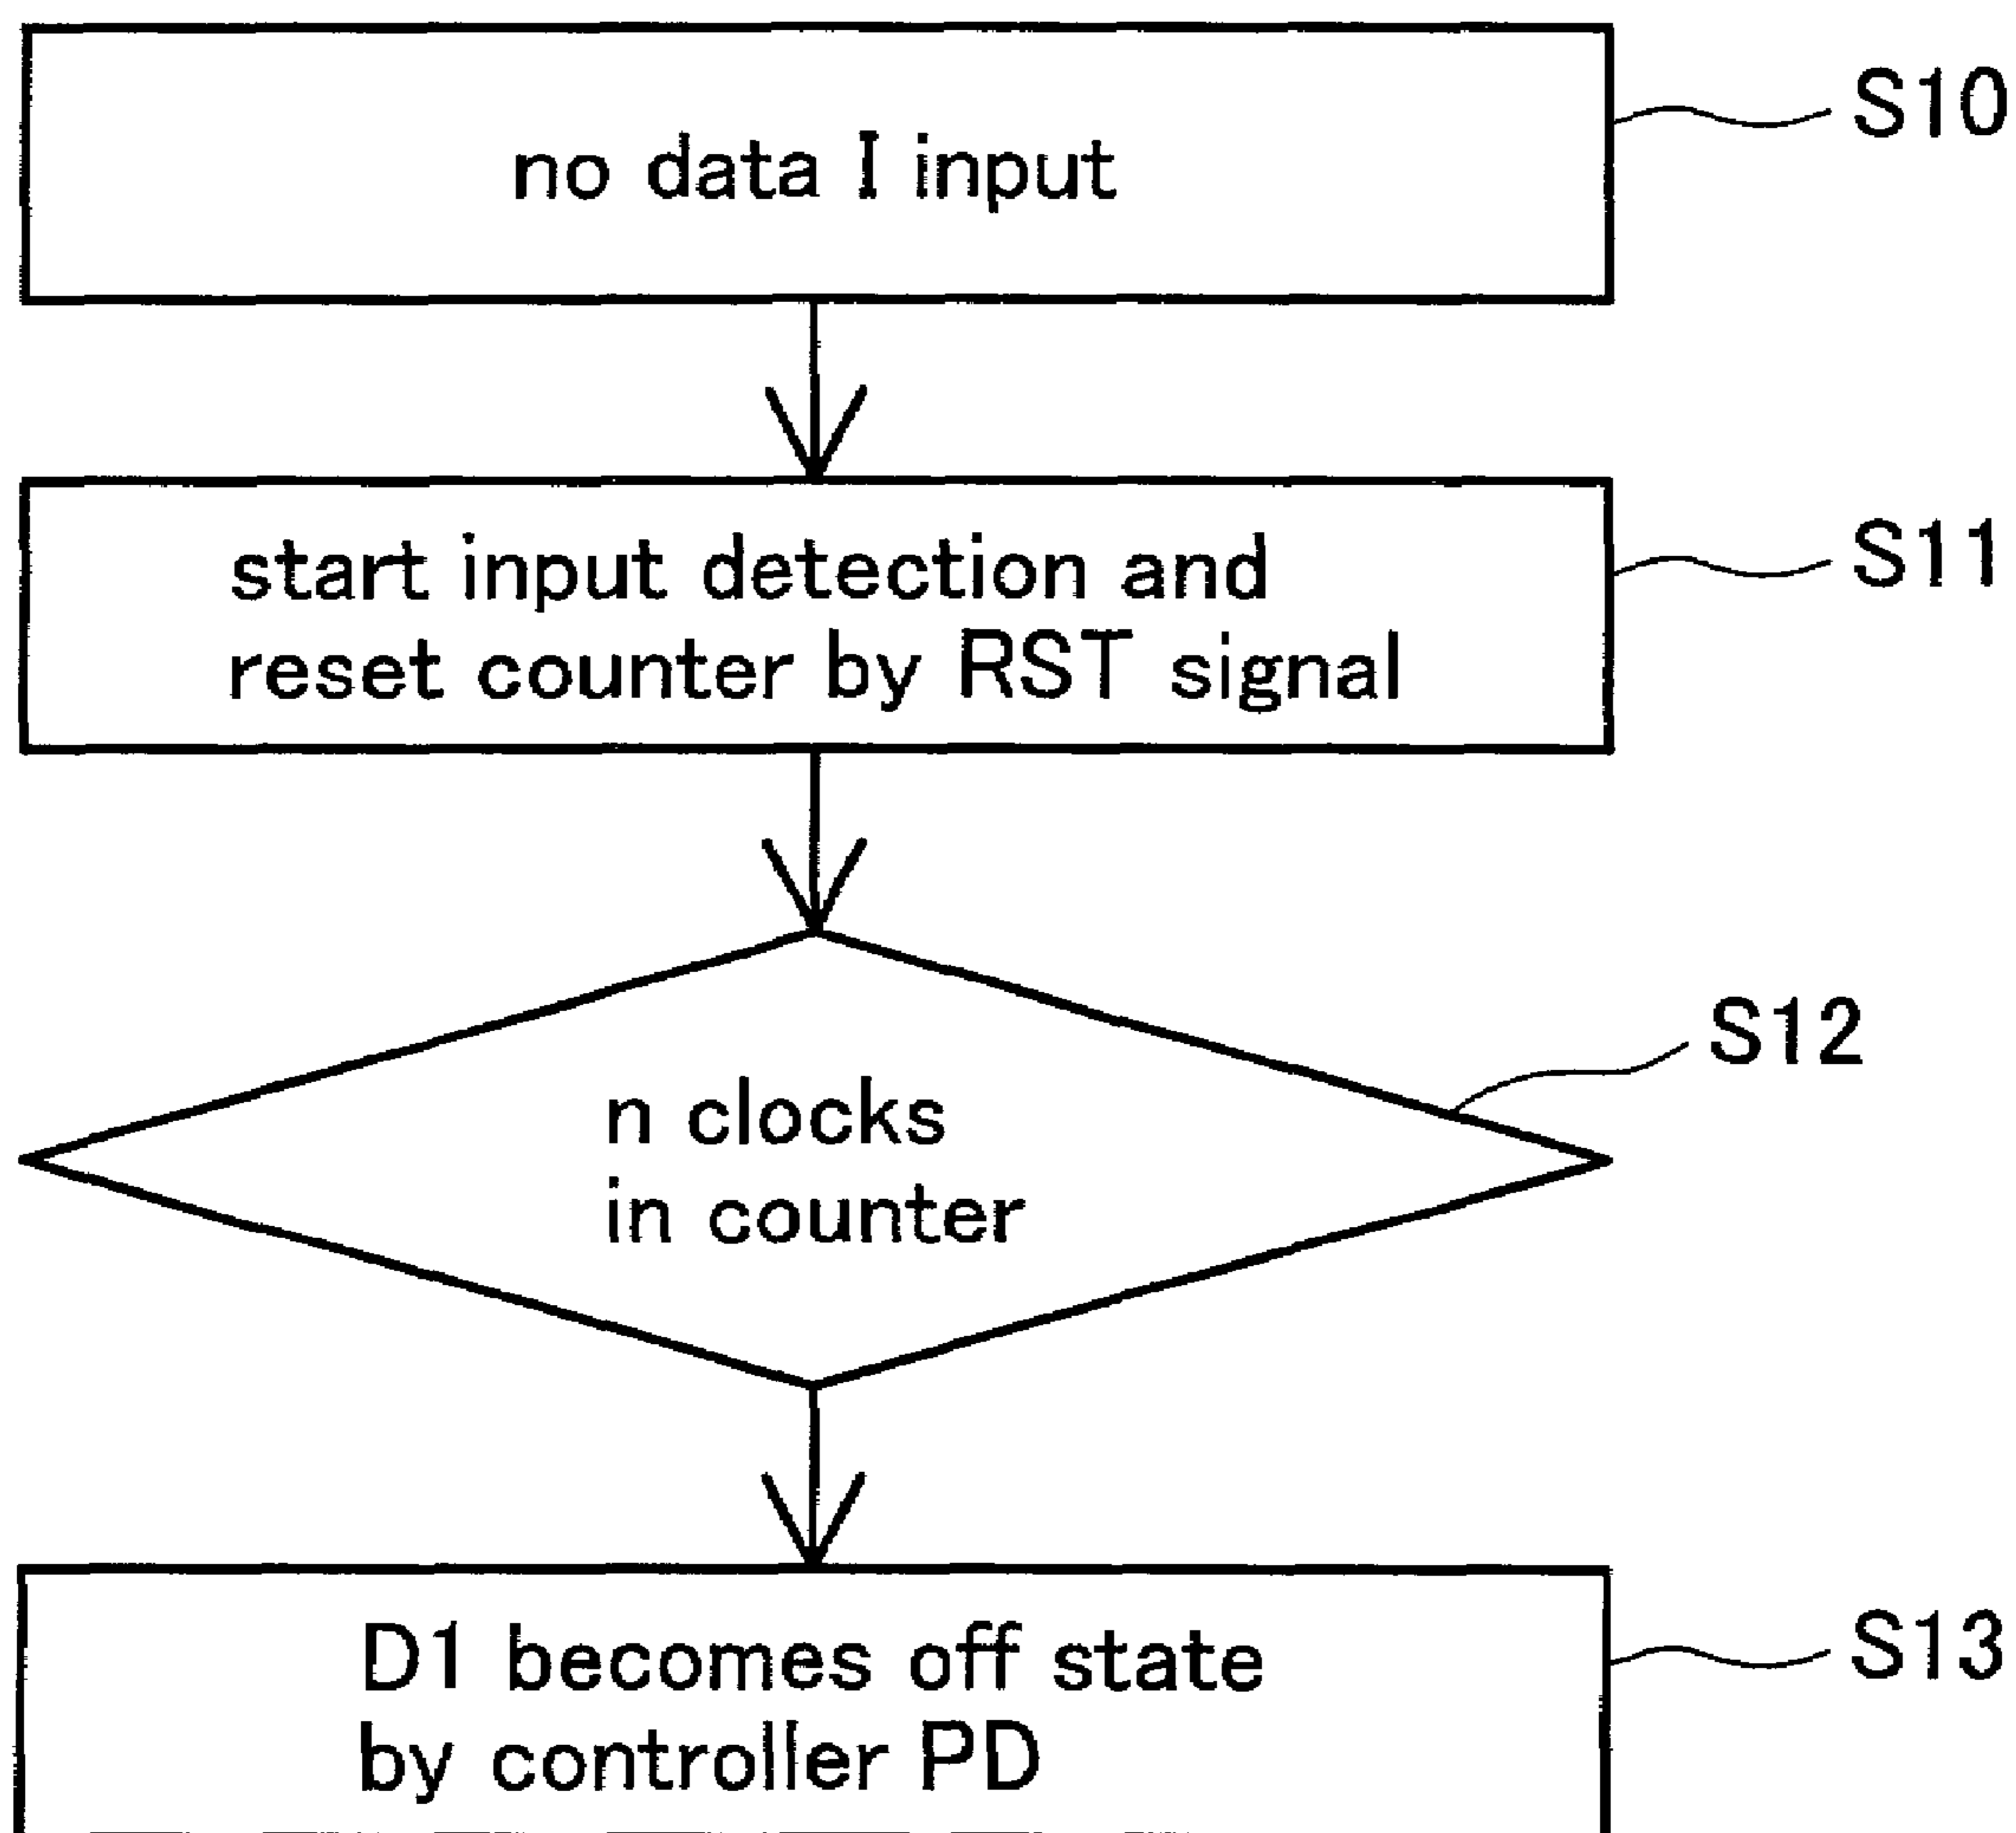 no data I input
S10
start input detection and
reset counter by RST signal
S11
n clocks
in counter
S12
D1 becomes off state
by controller PD
S13